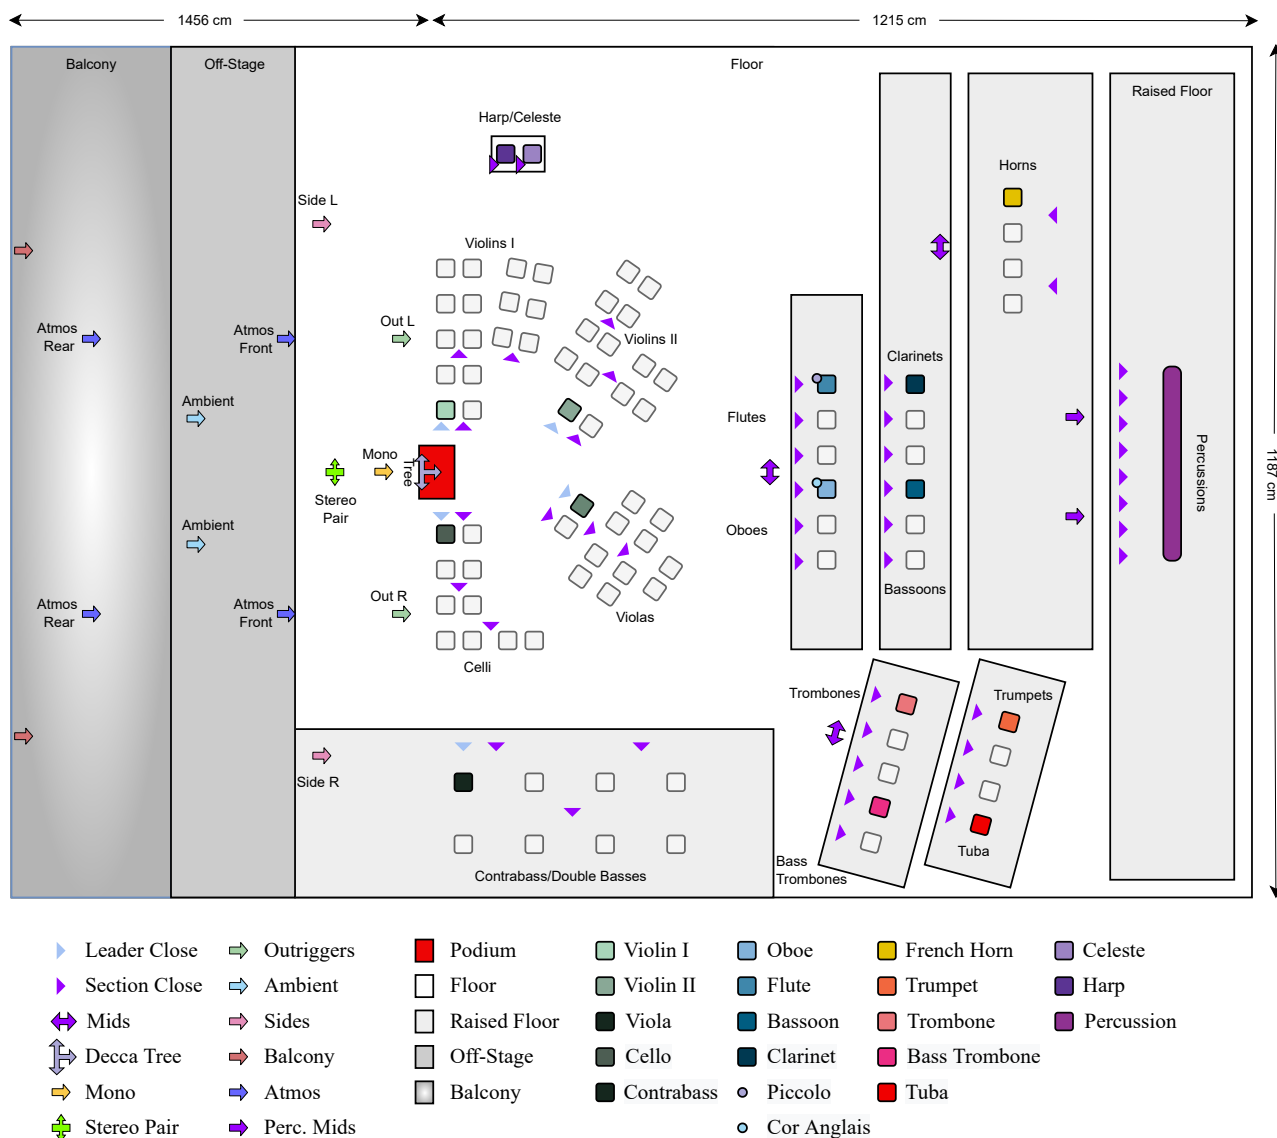 1456 cm
1215 cm
Balcony
Off-Stage
Floor
Raised Floor
Harp/Celeste
Horns
Side L
Violins I
Out L
Violins II
Atmos
Rear
Atmos
Front
Clarinets
Ambient
Flutes
Mono
Tree
Stereo
Pair
Percussions
1187 cm
Ambient
Oboes
Bassoons
Atmos
Rear
Atmos
Front
Out R
Violas
Celli
Trombones
Trumpets
Side R
Tuba
Bass
Trombones
Contrabass/Double Basses
Leader Close
Outriggers
Podium
Violin I
Oboe
French Horn
Celeste
Section Close
Ambient
Floor
Violin II
Flute
Trumpet
Harp
Mids
Sides
Raised Floor
Viola
Bassoon
Trombone
Percussion
Decca Tree
Balcony
Off-Stage
Cello
Clarinet
Bass Trombone
Mono
Atmos
Balcony
Contrabass
Piccolo
Tuba
Stereo Pair
Perc. Mids
Cor Anglais